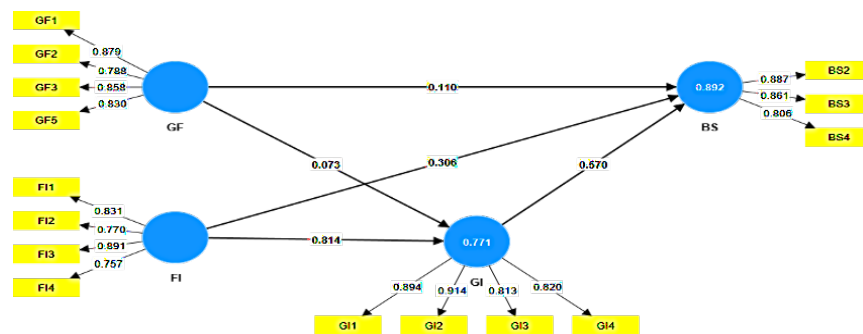 GF1
GF2
GF3
GF5
0.879
0.788
0.858
0.830
GF
0.110
0.892
BS
0.887
0.861
0.806
BS2
BS3
BS4
0.073
0.306
0.570
FI1
FI2
FI3
FI4
0.831
0.770
0.891
0.757
FI
0.814
0.771
GI
0.894
0.914
0.813
0.820
GI1
GI2
GI3
GI4